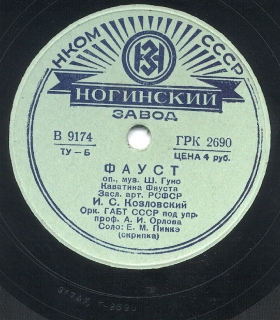 НКОМ СССР
НОГИНСКИЙ
ЗАВОД
В 9174 ГРК 2690
ТУ-Б ЦЕНА 4 руб.
ФАУСТ
оп., муз. Ш. Гуно
Каватина Фауста
Засл. арт. РСФСР
И. С. Козловский
Орк. ГАБТ СССР под упр.
проф. А. И. Орлова
Соло: Е. М. Пинкэ
(скрипка)